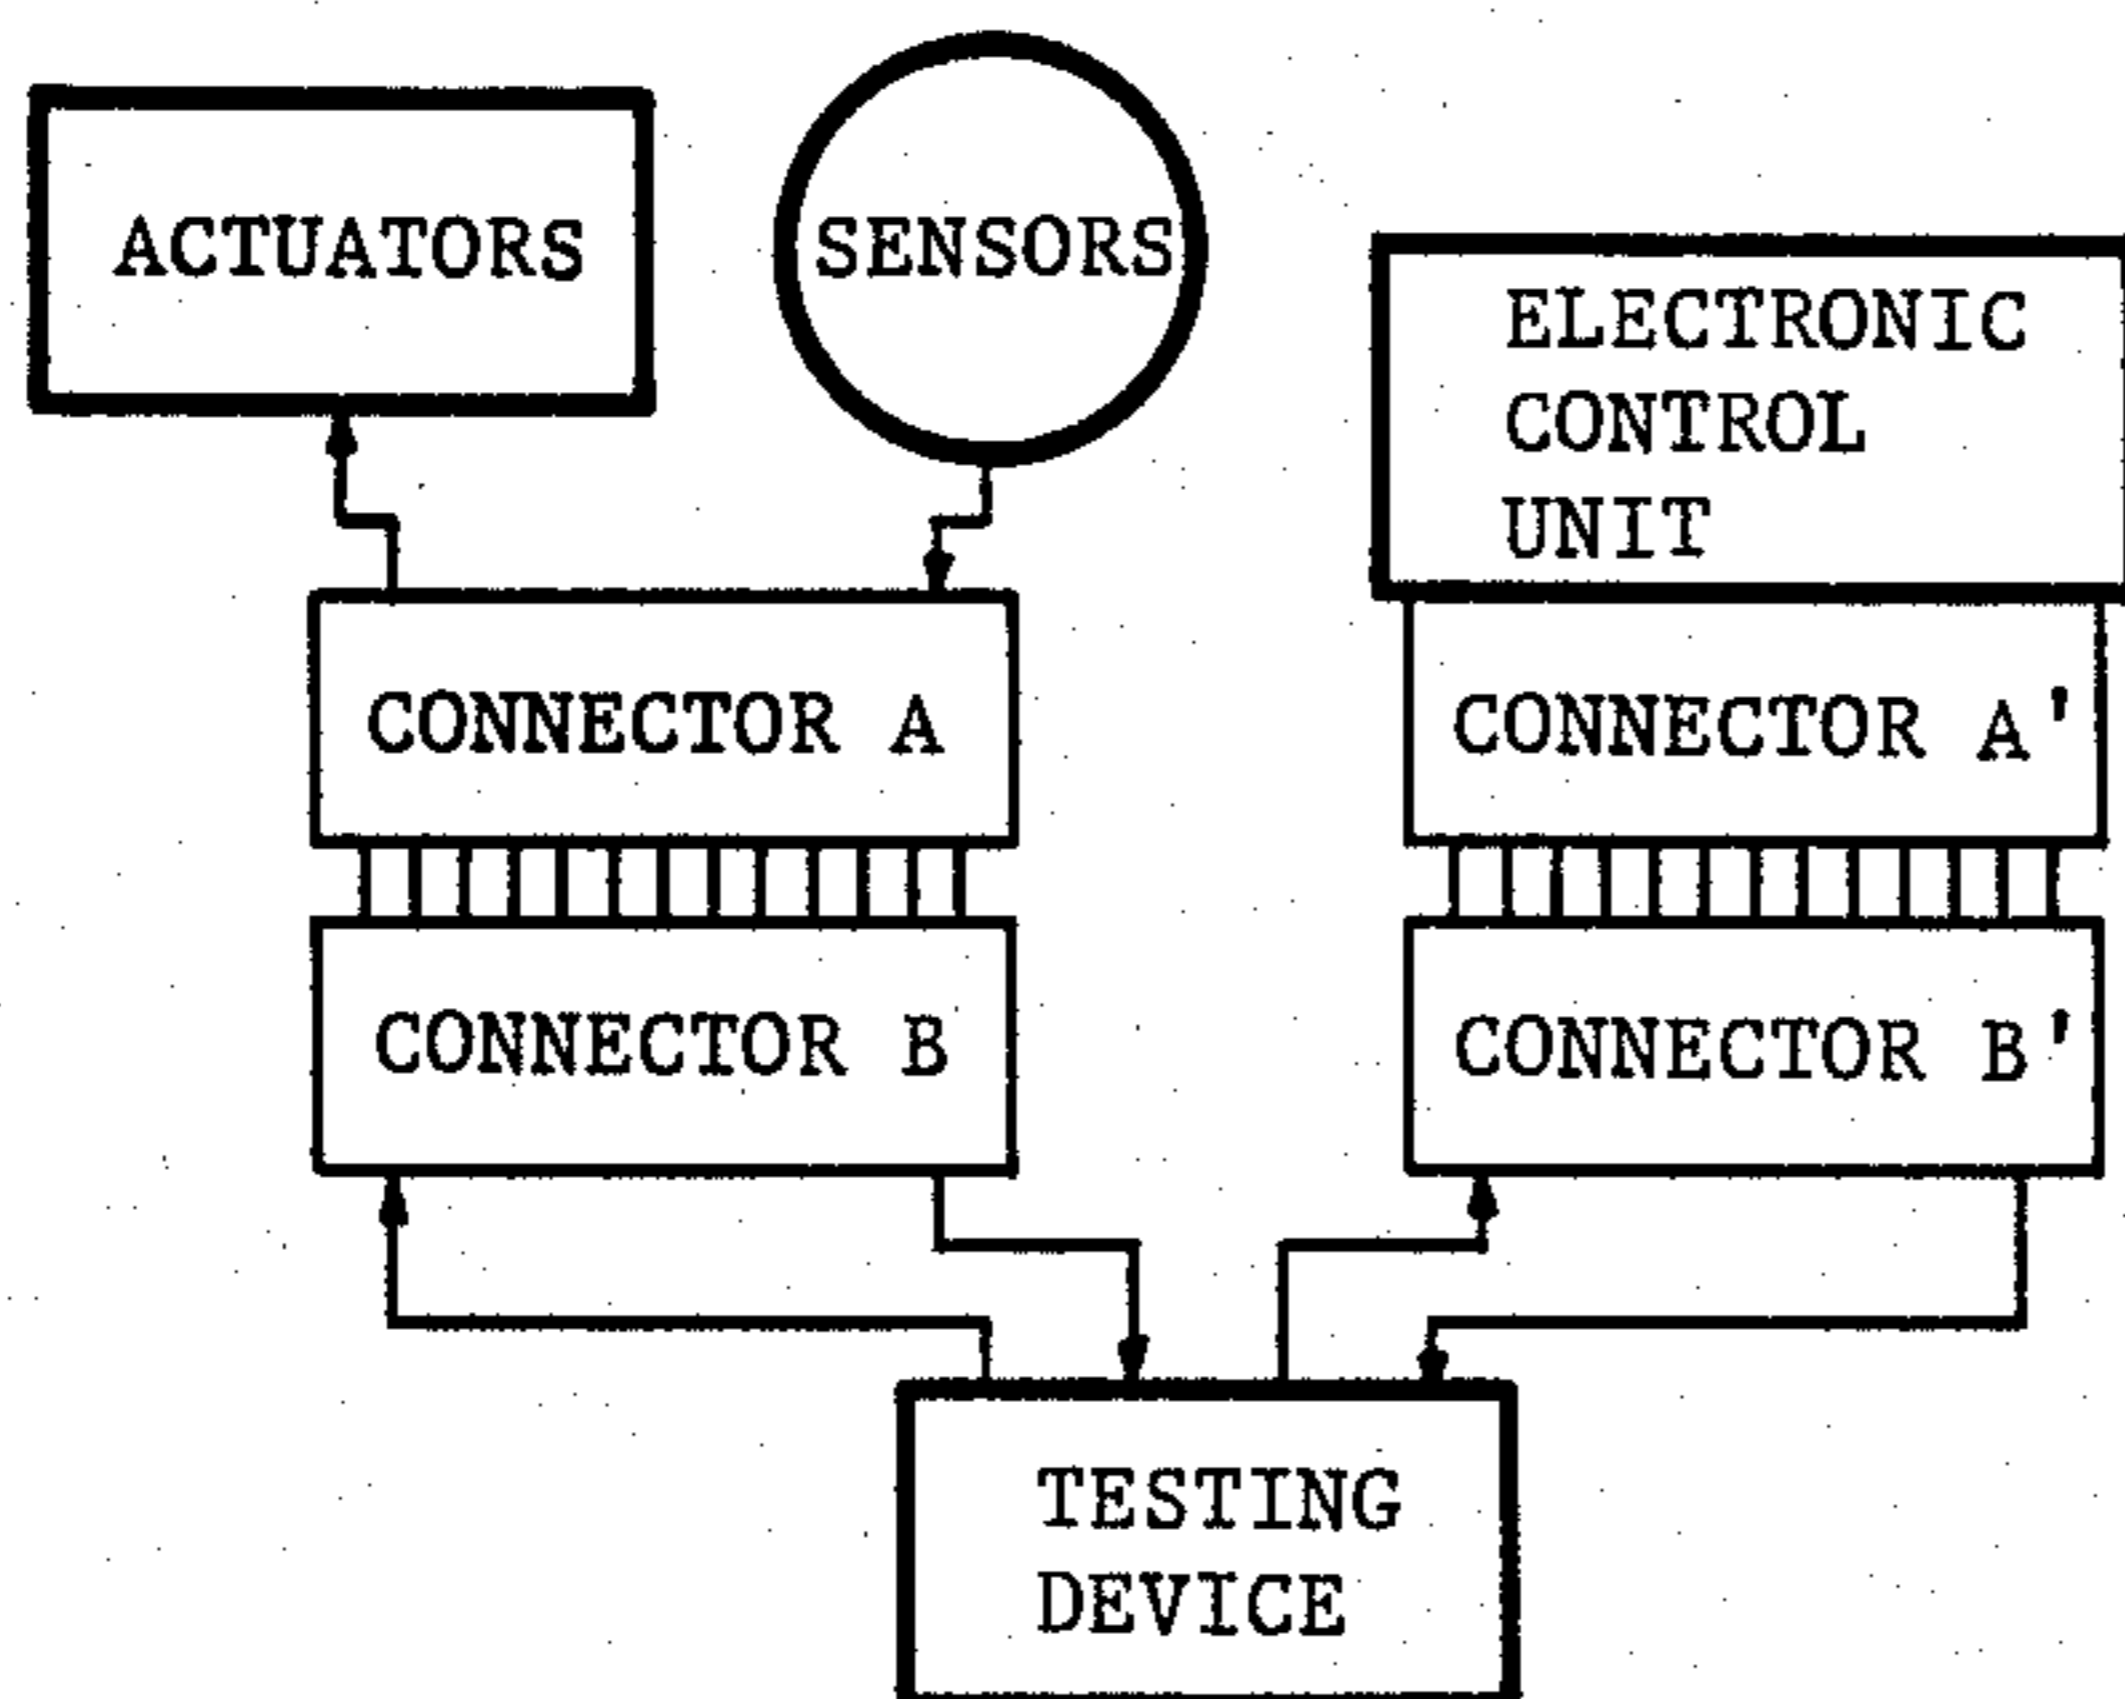 ACTUATORS
SENSORS
ELECTRONIC
CONTROL
UNIT
CONNECTOR A
CONNECTOR A'
CONNECTOR B
CONNECTOR B'
TESTING
DEVICE